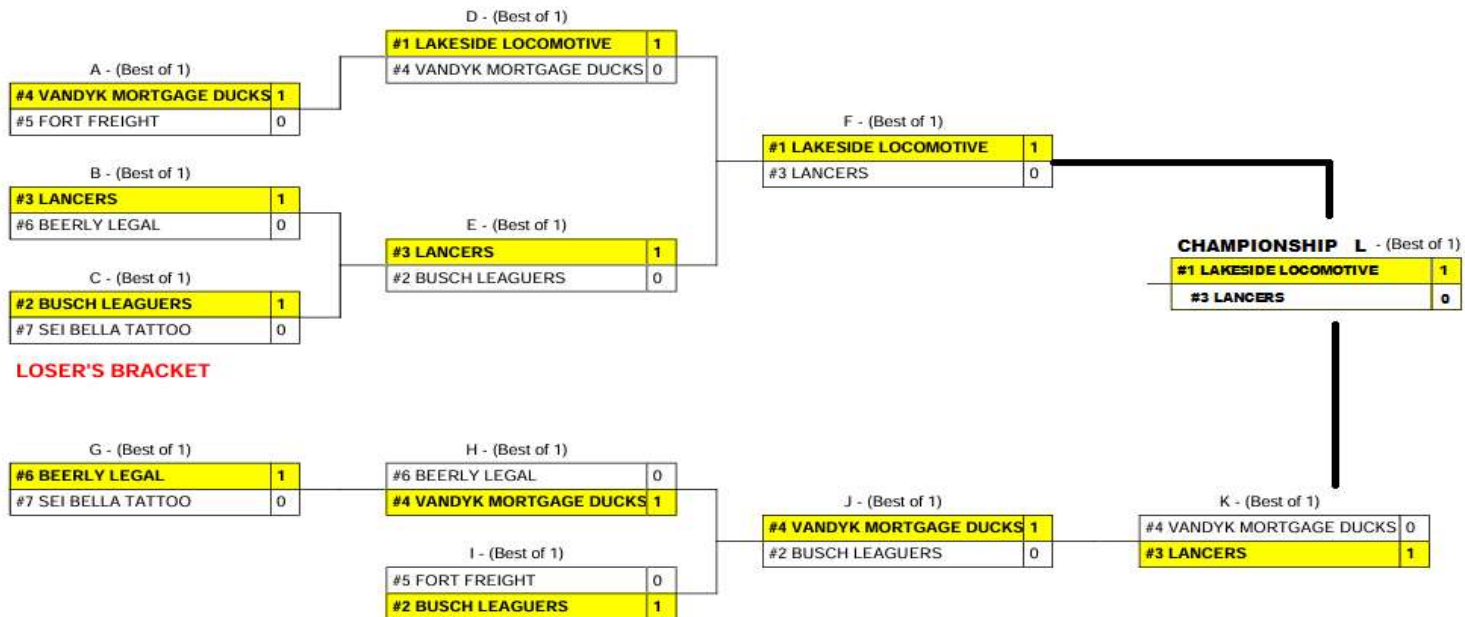 D - (Best of 1)
#1 LAKESIDE LOCOMOTIVE 1
#4 VANDYK MORTGAGE DUCKS 0
A - (Best of 1)
#4 VANDYK MORTGAGE DUCKS 1
#5 FORT FREIGHT 0
F - (Best of 1)
#1 LAKESIDE LOCOMOTIVE 1
#3 LANCERS 0
B - (Best of 1)
#3 LANCERS 1
#6 BEERLY LEGAL 0
E - (Best of 1)
#3 LANCERS 1
#2 BUSCH LEAGUERS 0
CHAMPIONSHIP L - (Best of 1)
#1 LAKESIDE LOCOMOTIVE 1
#3 LANCERS 0
C - (Best of 1)
#2 BUSCH LEAGUERS 1
#7 SEI BELLA TATTOO 0
LOSER'S BRACKET
G - (Best of 1)
#6 BEERLY LEGAL 1
#7 SEI BELLA TATTOO 0
H - (Best of 1)
#6 BEERLY LEGAL 0
#4 VANDYK MORTGAGE DUCKS 1
J - (Best of 1)
#4 VANDYK MORTGAGE DUCKS 1
#2 BUSCH LEAGUERS 0
K - (Best of 1)
#4 VANDYK MORTGAGE DUCKS 0
#3 LANCERS 1
I - (Best of 1)
#5 FORT FREIGHT 0
#2 BUSCH LEAGUERS 1